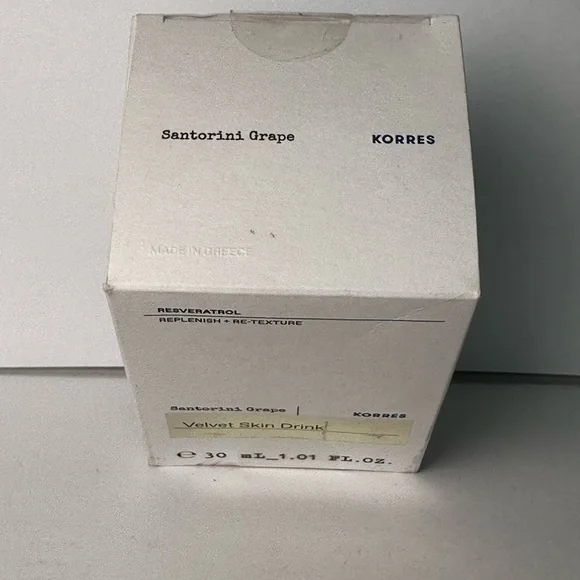 Santorini Grape KORRES
MADE IN GREECE
RESVERATROL
REPLENISH + RE-TEXTURE
Santorini Grape | KORRES
Velvet Skin Drink
℮ 30 mL_1.01 FL.OZ.